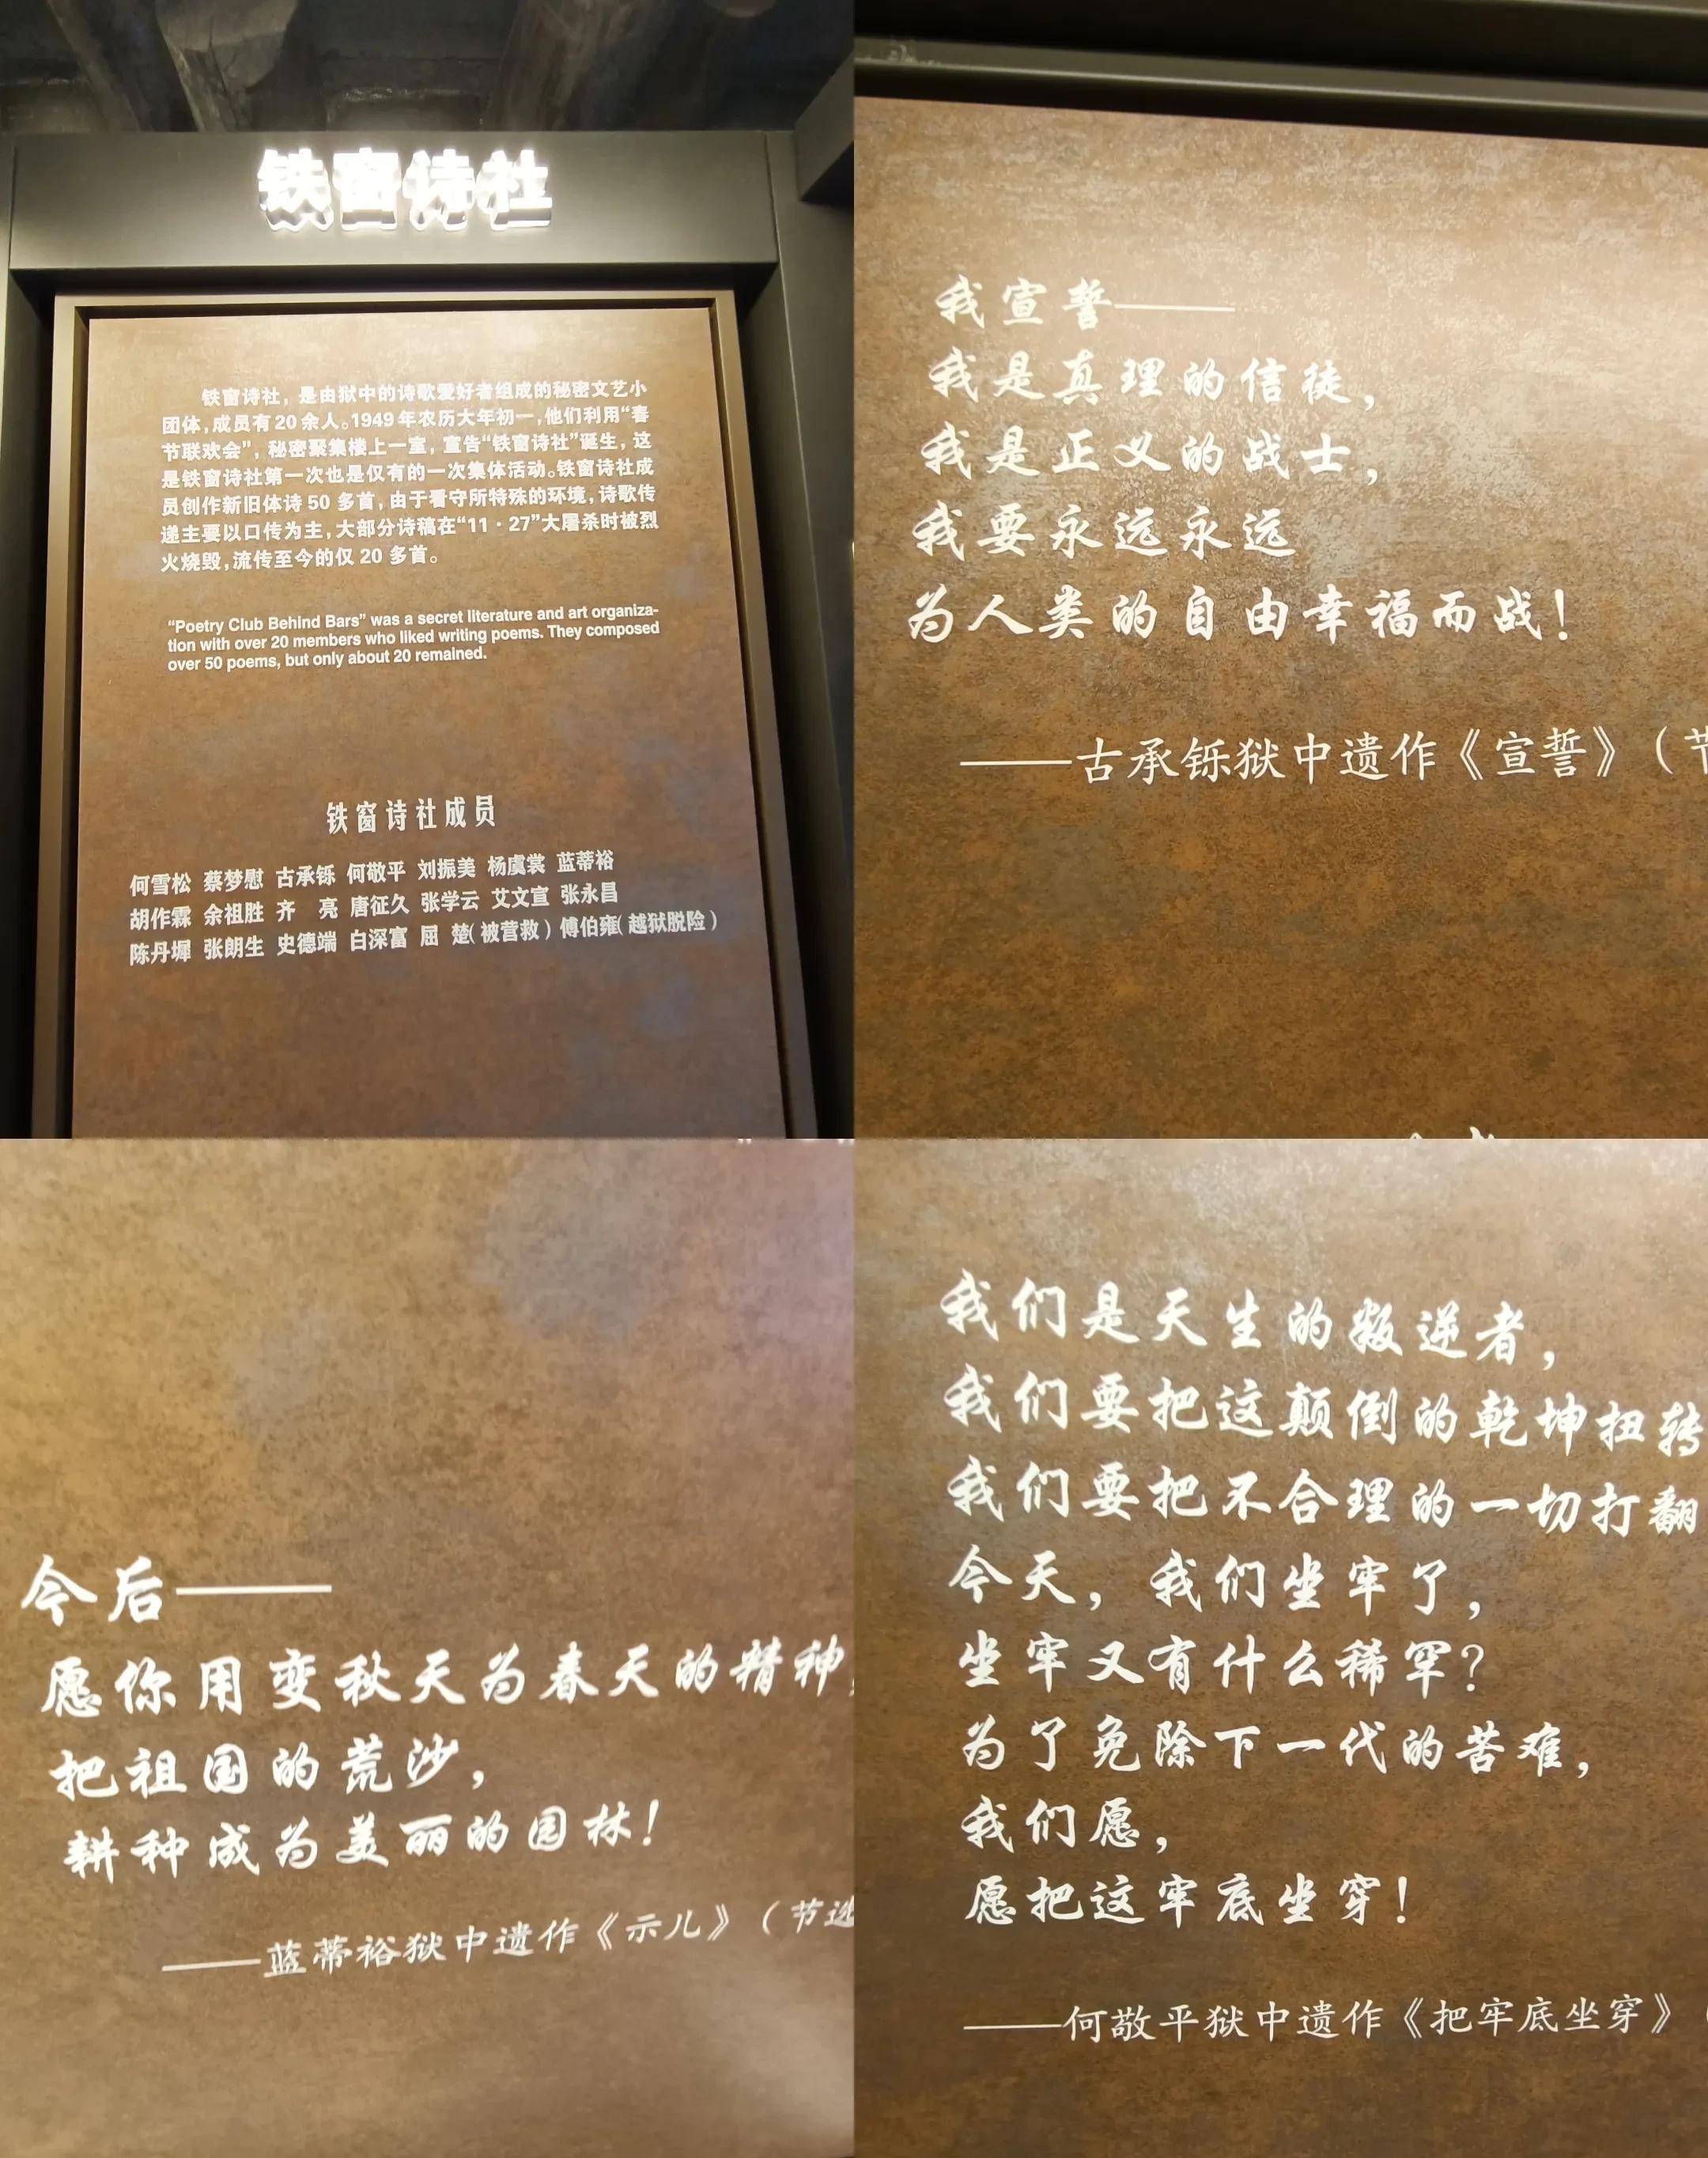 铁窗诗社
铁窗诗社，是由狱中的诗歌爱好者组成的秘密文艺小
团体，成员有20余人。1949年农历大年初一，他们利用“春
节联欢会”，秘密聚集楼上一室，宣告“铁窗诗社”诞生，这
是铁窗诗社第一次也是仅有的一次集体活动。铁窗诗社成
员创作新旧体诗50多首，由于看守所特殊的环境，诗歌传
递主要以口传为主，大部分诗稿在“11·27”大屠杀时被烈
火烧毁，流传至今的仅20多首。
“Poetry Club Behind Bars” was a secret literature and art organiza-
tion with over 20 members who liked writing poems. They composed
over 50 poems, but only about 20 remained.
铁窗诗社成员
何雪松 蔡梦慰 古承铄 何敬平 刘振美 杨虞裳 蓝蒂裕
胡作霖 余祖胜 齐 亮 唐征久 张学云 艾文宣 张永昌
陈丹墀 张朗生 史德端 白深富 屈 楚（被营救）傅伯雍（越狱脱险）
我宣誓——
我是真理的信徒，
我是正义的战士，
我要永远永远
为人类的自由幸福而战！
——古承铄狱中遗作《宣誓》（节
今后——
愿你用变秋天为春天的精神，
把祖国的荒沙，
耕种成为美丽的园林！
——蓝蒂裕狱中遗作《示儿》（节选
我们是天生的叛逆者，
我们要把这颠倒的乾坤扭转
我们要把不合理的一切打翻
今天，我们坐牢了，
坐牢又有什么稀罕？
为了免除下一代的苦难，
我们愿，
愿把这牢底坐穿！
——何敬平狱中遗作《把牢底坐穿》